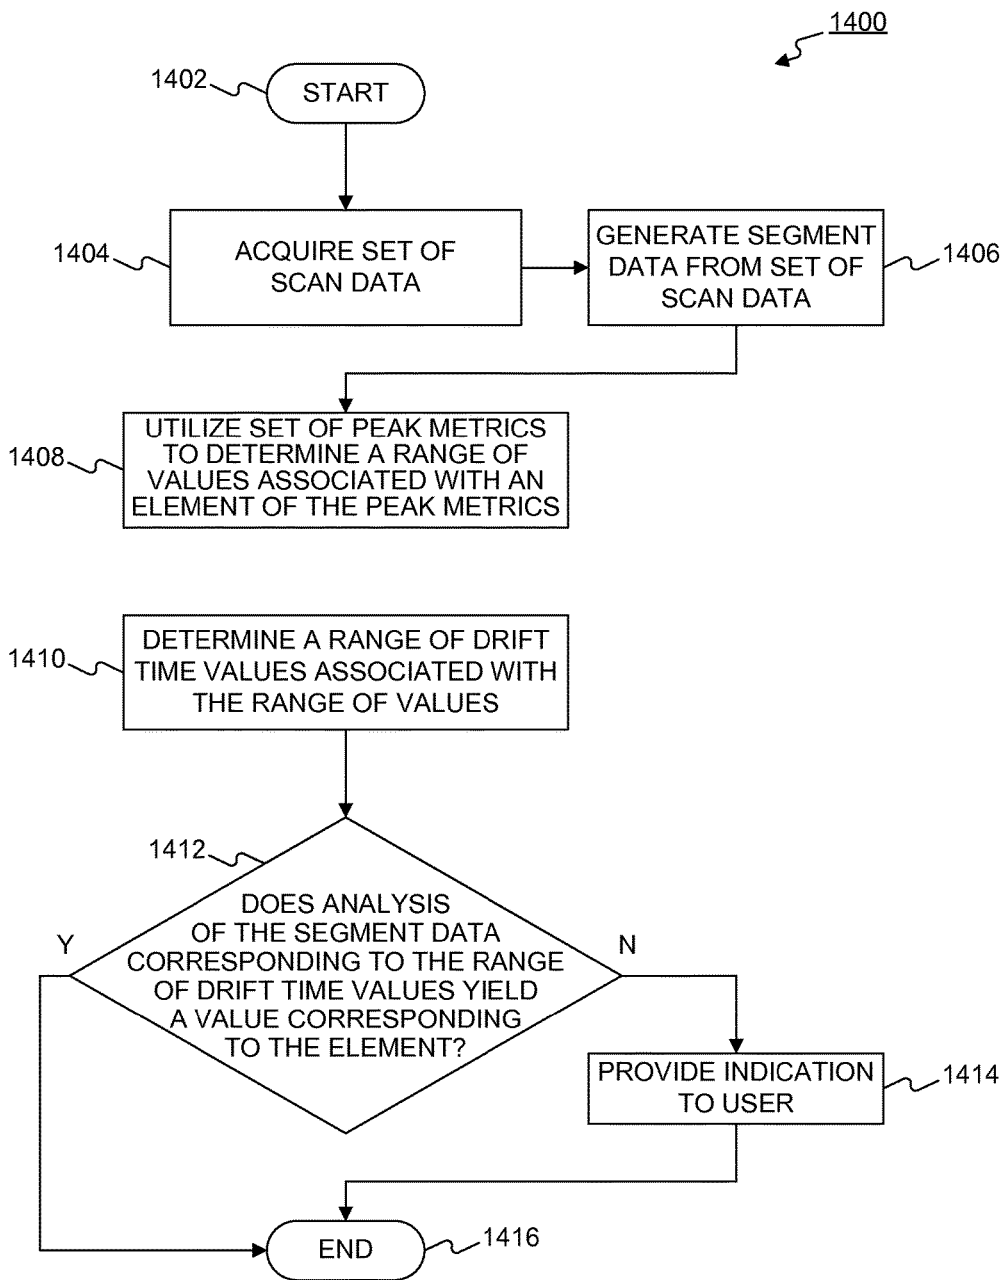 1400
1402
START
1404
ACQUIRE SET OF
SCAN DATA
GENERATE SEGMENT
DATA FROM SET OF
SCAN DATA
1406
1408
UTILIZE SET OF PEAK METRICS
TO DETERMINE A RANGE OF
VALUES ASSOCIATED WITH AN
ELEMENT OF THE PEAK METRICS
1410
DETERMINE A RANGE OF DRIFT
TIME VALUES ASSOCIATED WITH
THE RANGE OF VALUES
1412
DOES ANALYSIS
OF THE SEGMENT DATA
CORRESPONDING TO THE RANGE
OF DRIFT TIME VALUES YIELD
A VALUE CORRESPONDING
TO THE ELEMENT?
Y
N
PROVIDE INDICATION
TO USER
1414
END
1416